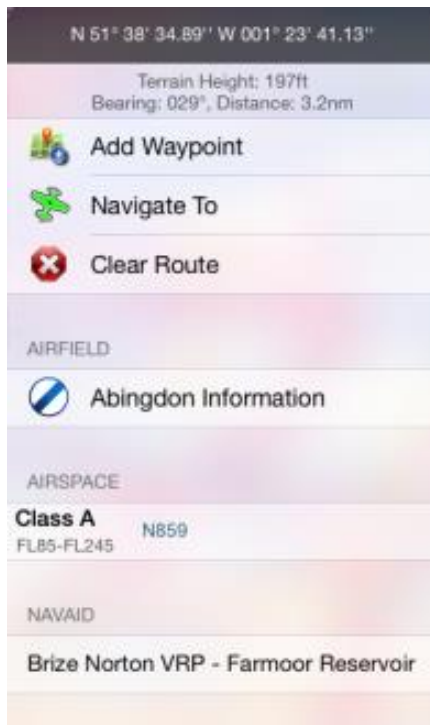 N 51° 38' 34.89'' W 001° 23' 41.13''
Terrain Height: 197ft
Bearing: 029°, Distance: 3.2nm
Add Waypoint
Navigate To
Clear Route
AIRFIELD
Abingdon Information
AIRSPACE
Class A
N859
FL85-FL245
NAVAID
Brize Norton VRP - Farmoor Reservoir